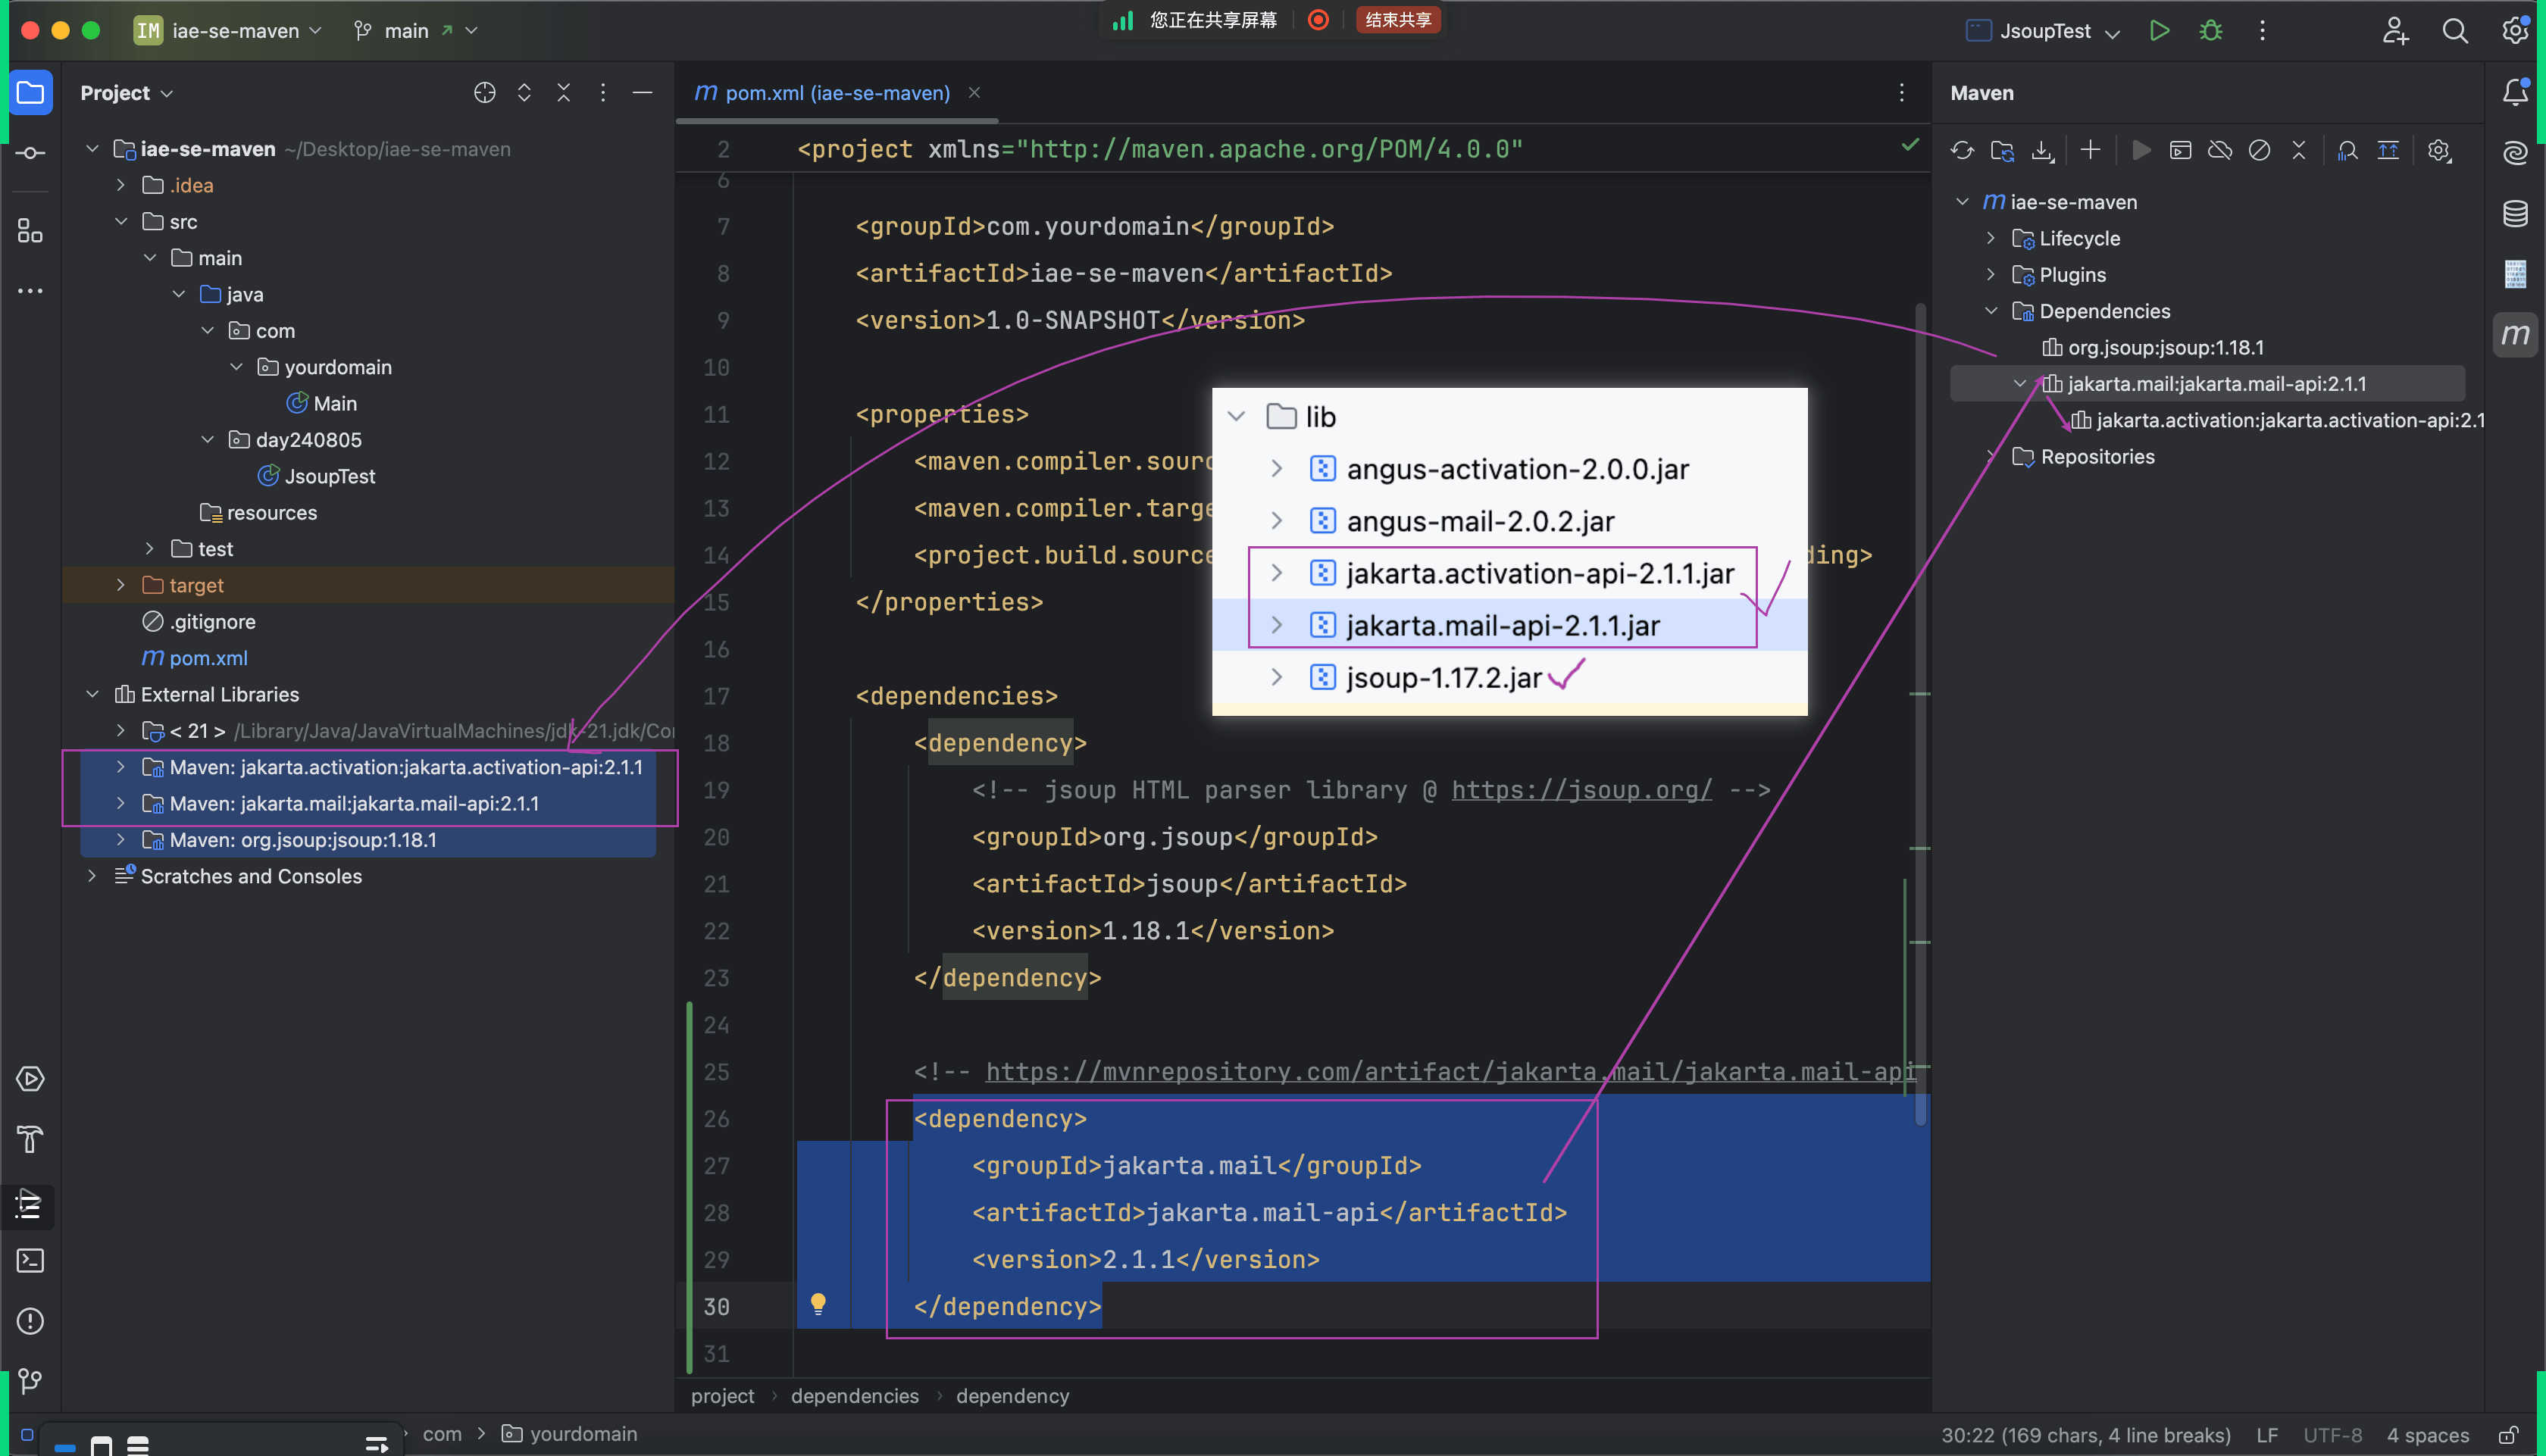 IM iae-se-maven main
您正在共享屏幕 结束共享
JsoupTest
Project
iae-se-maven ~/Desktop/iae-se-maven
.idea
src
main
java
com
yourdomain
Main
day240805
JsoupTest
resources
test
target
.gitignore
m pom.xml
External Libraries
< 21 > /Library/Java/JavaVirtualMachines/jdk-21.jdk/Co
Maven: jakarta.activation:jakarta.activation-api:2.1.1
Maven: jakarta.mail:jakarta.mail-api:2.1.1
Maven: org.jsoup:jsoup:1.18.1
Scratches and Consoles
m pom.xml (iae-se-maven)
2 <project xmlns="http://maven.apache.org/POM/4.0.0"
6
7 <groupId>com.yourdomain</groupId>
8 <artifactId>iae-se-maven</artifactId>
9 <version>1.0-SNAPSHOT</version>
10
11 <properties>
12 <maven.compiler.sourc
13 <maven.compiler.targe
14 <project.build.source ding>
15 </properties>
16
17 <dependencies>
18 <dependency>
19 <!-- jsoup HTML parser library @ https://jsoup.org/ -->
20 <groupId>org.jsoup</groupId>
21 <artifactId>jsoup</artifactId>
22 <version>1.18.1</version>
23 </dependency>
24
25 <!-- https://mvnrepository.com/artifact/jakarta.mail/jakarta.mail-api
26 <dependency>
27 <groupId>jakarta.mail</groupId>
28 <artifactId>jakarta.mail-api</artifactId>
29 <version>2.1.1</version>
30 </dependency>
31
lib
angus-activation-2.0.0.jar
angus-mail-2.0.2.jar
jakarta.activation-api-2.1.1.jar
jakarta.mail-api-2.1.1.jar
jsoup-1.17.2.jar
project > dependencies > dependency
Maven
m iae-se-maven
Lifecycle
Plugins
Dependencies
org.jsoup:jsoup:1.18.1
jakarta.mail:jakarta.mail-api:2.1.1
jakarta.activation:jakarta.activation-api:2.1
Repositories
m
com > yourdomain
30:22 (169 chars, 4 line breaks) LF UTF-8 4 spaces